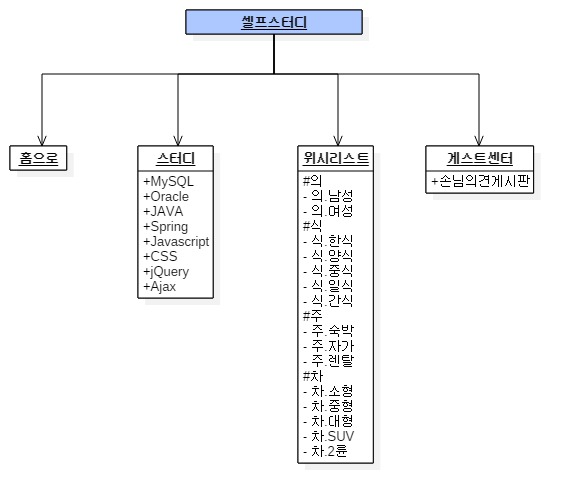 셀프스터디
홈으로
스터디
+MySQL
+Oracle
+JAVA
+Spring
+Javascript
+CSS
+jQuery
+Ajax
위시리스트
#의
- 의.남성
- 의.여성
#식
- 식.한식
- 식.양식
- 식.중식
- 식.일식
- 식.간식
#주
- 주.숙박
- 주.자가
- 주.렌탈
#차
- 차.소형
- 차.중형
- 차.대형
- 차.SUV
- 차.2륜
게스트센터
+손님의견게시판